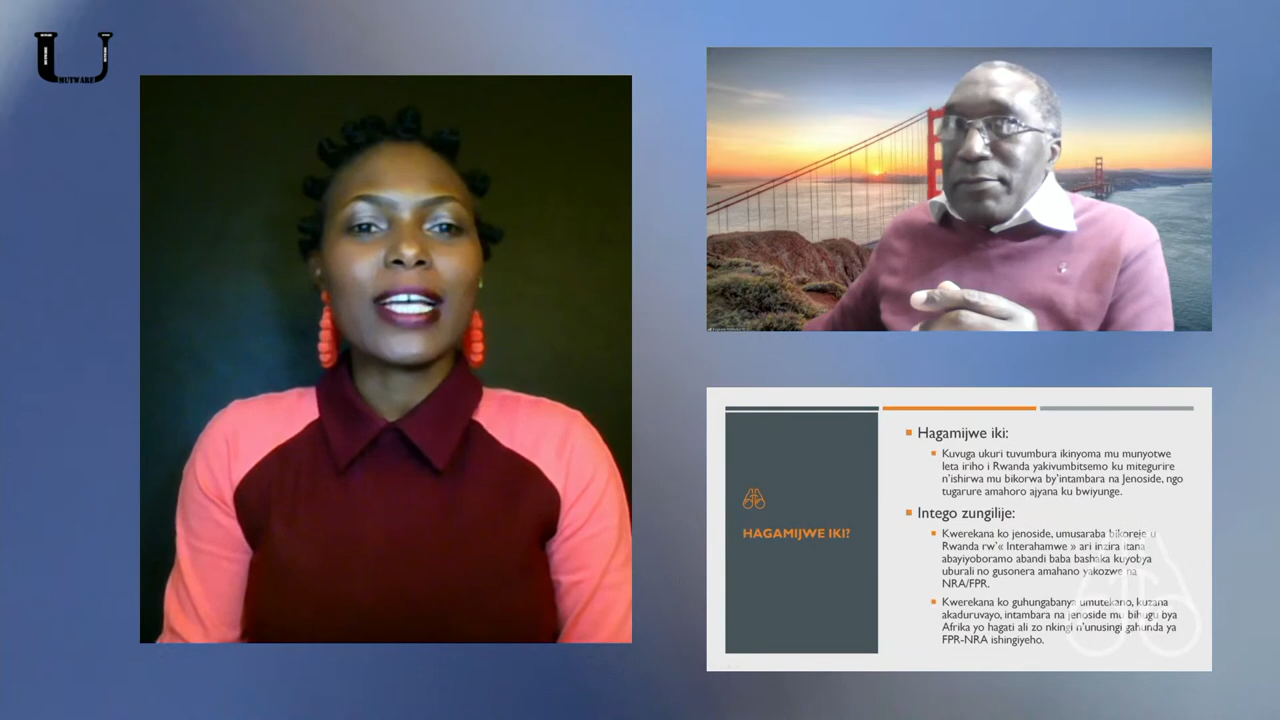 U
MUTWARE
HAGAMIJWE IKI?
Hagamijwe iki:
Kuvuga ukuri tuvumbura ikinyoma mu munyotwe
leta iriho i Rwanda yakivumbitsemo ku mitegurire
n'ishirwa mu bikorwa by'intambara na Jenoside, ngo
tugarure amahoro ajyana ku bwiyunge.
Intego zungilije:
Kwerekana ko jenoside, umusaraba bikoreje u
Rwanda rw'« Interahamwe » ari inzira itana
abayiyoboramo abandi baba bashaka kuyobya
uburali no gusonera amahano yakozwe na
NRA/FPR.
Kwerekana ko guhungabanya umutekano, kuzana
akaduruvayo, intambara na jenoside mu bihugu bya
Afrika yo hagati ali zo nkingi n'unusingi gahunda ya
FPR-NRA ishingiyeho.